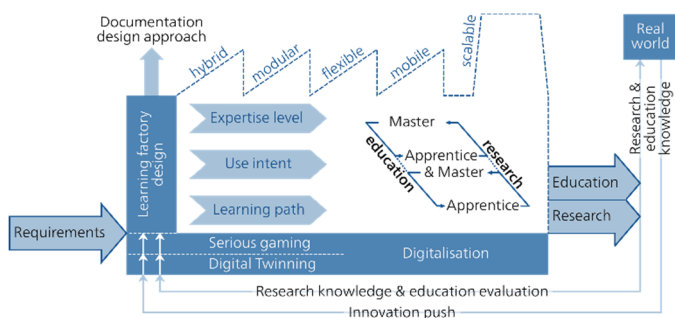 Documentation
design approach
hybrid
modular
flexible
mobile
scalable
Real
world
Learning factory
design
Expertise level
Use intent
Learning path
Master
Apprentice
& Master
Apprentice
education
research
Research &
education
knowledge
Education
Research
Requirements
Serious gaming
Digital Twinning
Digitalisation
Research knowledge & education evaluation
Innovation push